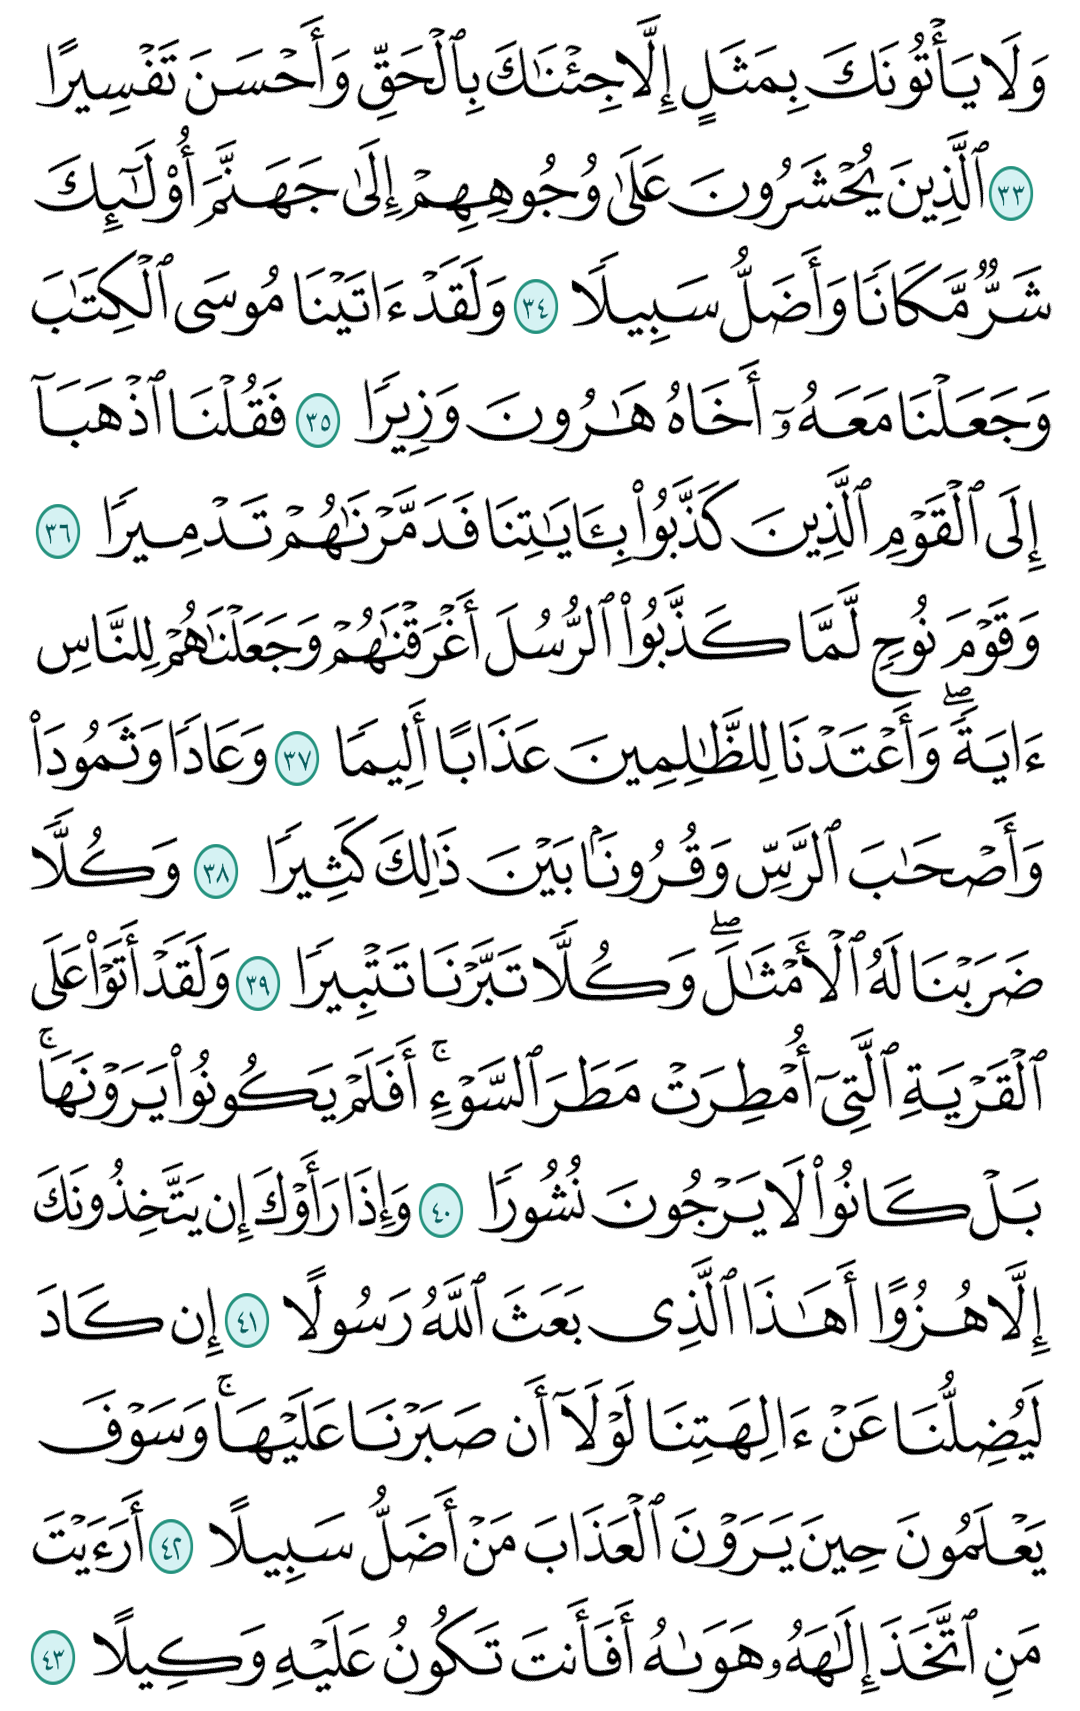 وَلَا يَأْتُونَكَ بِمَثَلٍ إِلَّا جِئْنَٰكَ بِٱلْحَقِّ وَأَحْسَنَ تَفْسِيرًا
٣٣ ٱلَّذِينَ يُحْشَرُونَ عَلَىٰ وُجُوهِهِمْ إِلَىٰ جَهَنَّمَ أُو۟لَٰٓئِكَ
شَرٌّ مَّكَانًا وَأَضَلُّ سَبِيلًا ٣٤ وَلَقَدْ ءَاتَيْنَا مُوسَى ٱلْكِتَٰبَ
وَجَعَلْنَا مَعَهُۥٓ أَخَاهُ هَٰرُونَ وَزِيرًا ٣٥ فَقُلْنَا ٱذْهَبَآ
إِلَى ٱلْقَوْمِ ٱلَّذِينَ كَذَّبُوا۟ بِـَٔايَٰتِنَا فَدَمَّرْنَٰهُمْ تَدْمِيرًا ٣٦
وَقَوْمَ نُوحٍ لَّمَّا كَذَّبُوا۟ ٱلرُّسُلَ أَغْرَقْنَٰهُمْ وَجَعَلْنَٰهُمْ لِلنَّاسِ
ءَايَةً ۖ وَأَعْتَدْنَا لِلظَّٰلِمِينَ عَذَابًا أَلِيمًا ٣٧ وَعَادًا وَثَمُودَا۟
وَأَصْحَٰبَ ٱلرَّسِّ وَقُرُونًۢا بَيْنَ ذَٰلِكَ كَثِيرًا ٣٨ وَكُلًّا
ضَرَبْنَا لَهُ ٱلْأَمْثَٰلَ ۖ وَكُلًّا تَبَّرْنَا تَتْبِيرًا ٣٩ وَلَقَدْ أَتَوْا۟ عَلَى
ٱلْقَرْيَةِ ٱلَّتِىٓ أُمْطِرَتْ مَطَرَ ٱلسَّوْءِ ۚ أَفَلَمْ يَكُونُوا۟ يَرَوْنَهَا ۚ
بَلْ كَانُوا۟ لَا يَرْجُونَ نُشُورًا ٤٠ وَإِذَا رَأَوْكَ إِن يَتَّخِذُونَكَ
إِلَّا هُزُوًا أَهَٰذَا ٱلَّذِى بَعَثَ ٱللَّهُ رَسُولًا ٤١ إِن كَادَ
لَيُضِلُّنَا عَنْ ءَالِهَتِنَا لَوْلَآ أَن صَبَرْنَا عَلَيْهَا ۚ وَسَوْفَ
يَعْلَمُونَ حِينَ يَرَوْنَ ٱلْعَذَابَ مَنْ أَضَلُّ سَبِيلًا ٤٢ أَرَءَيْتَ
مَنِ ٱتَّخَذَ إِلَٰهَهُۥ هَوَىٰهُ أَفَأَنتَ تَكُونُ عَلَيْهِ وَكِيلًا ٤٣